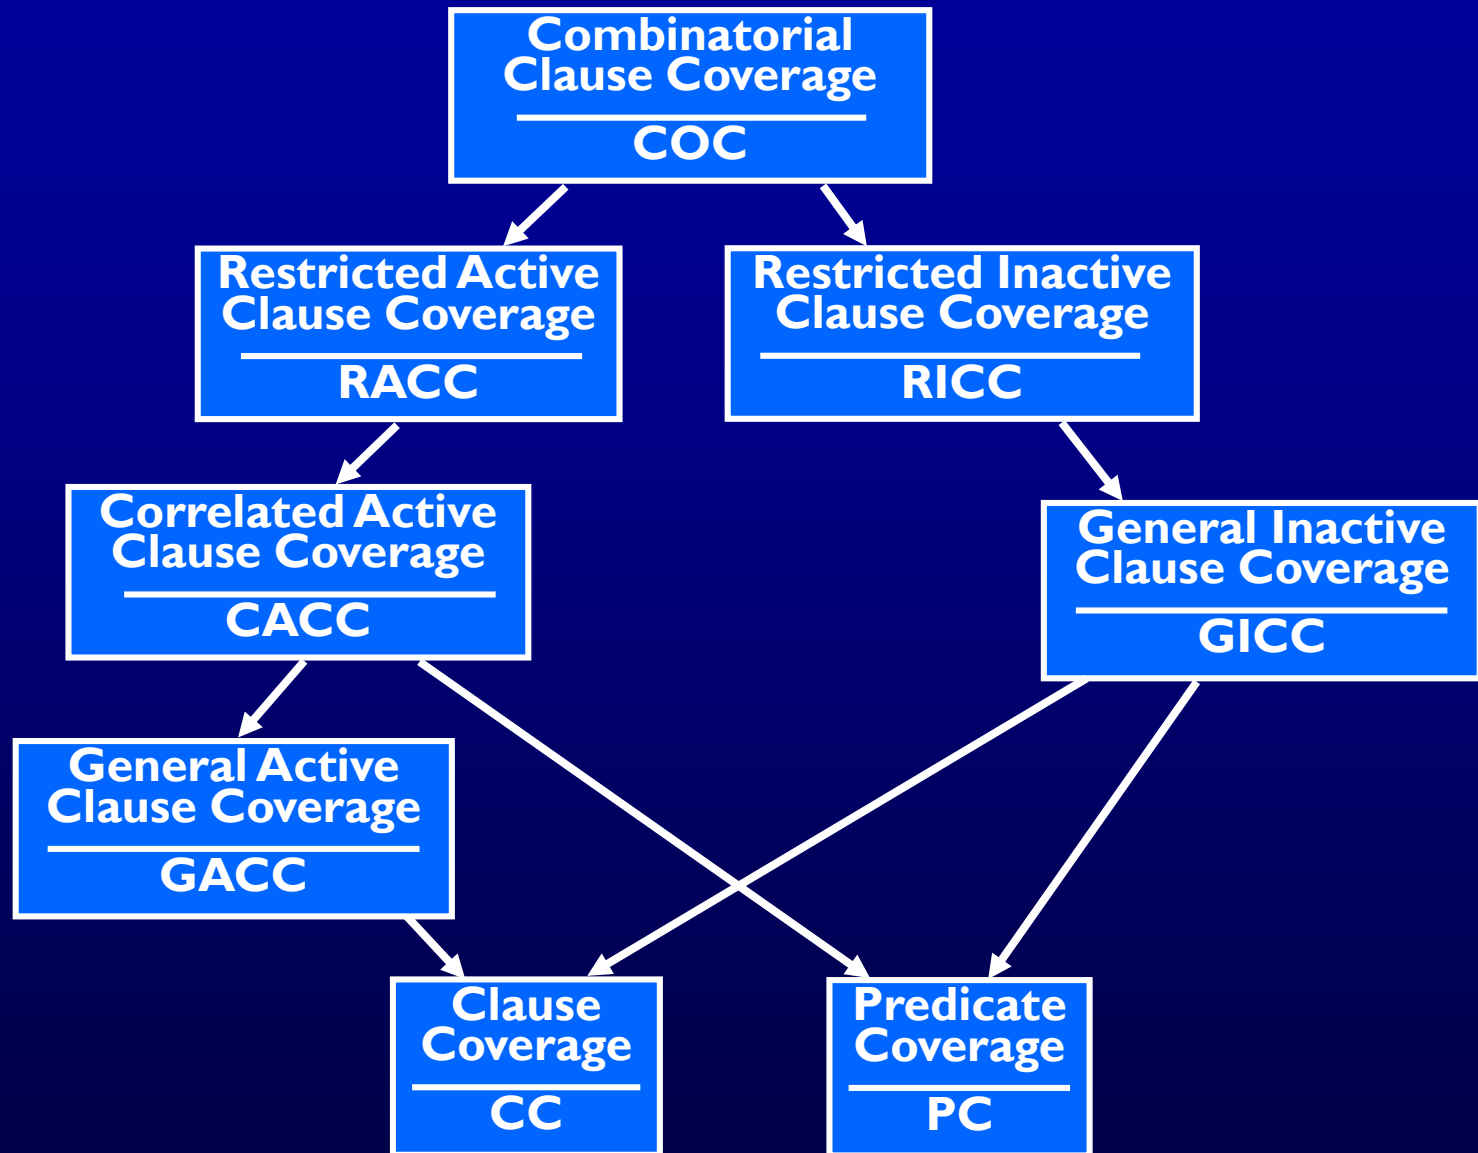 Combinatorial
Clause Coverage
COC
Restricted Active
Clause Coverage
RACC
Restricted Inactive
Clause Coverage
RICC
Correlated Active
Clause Coverage
CACC
General Inactive
Clause Coverage
GICC
General Active
Clause Coverage
GACC
Clause
Coverage
CC
Predicate
Coverage
PC